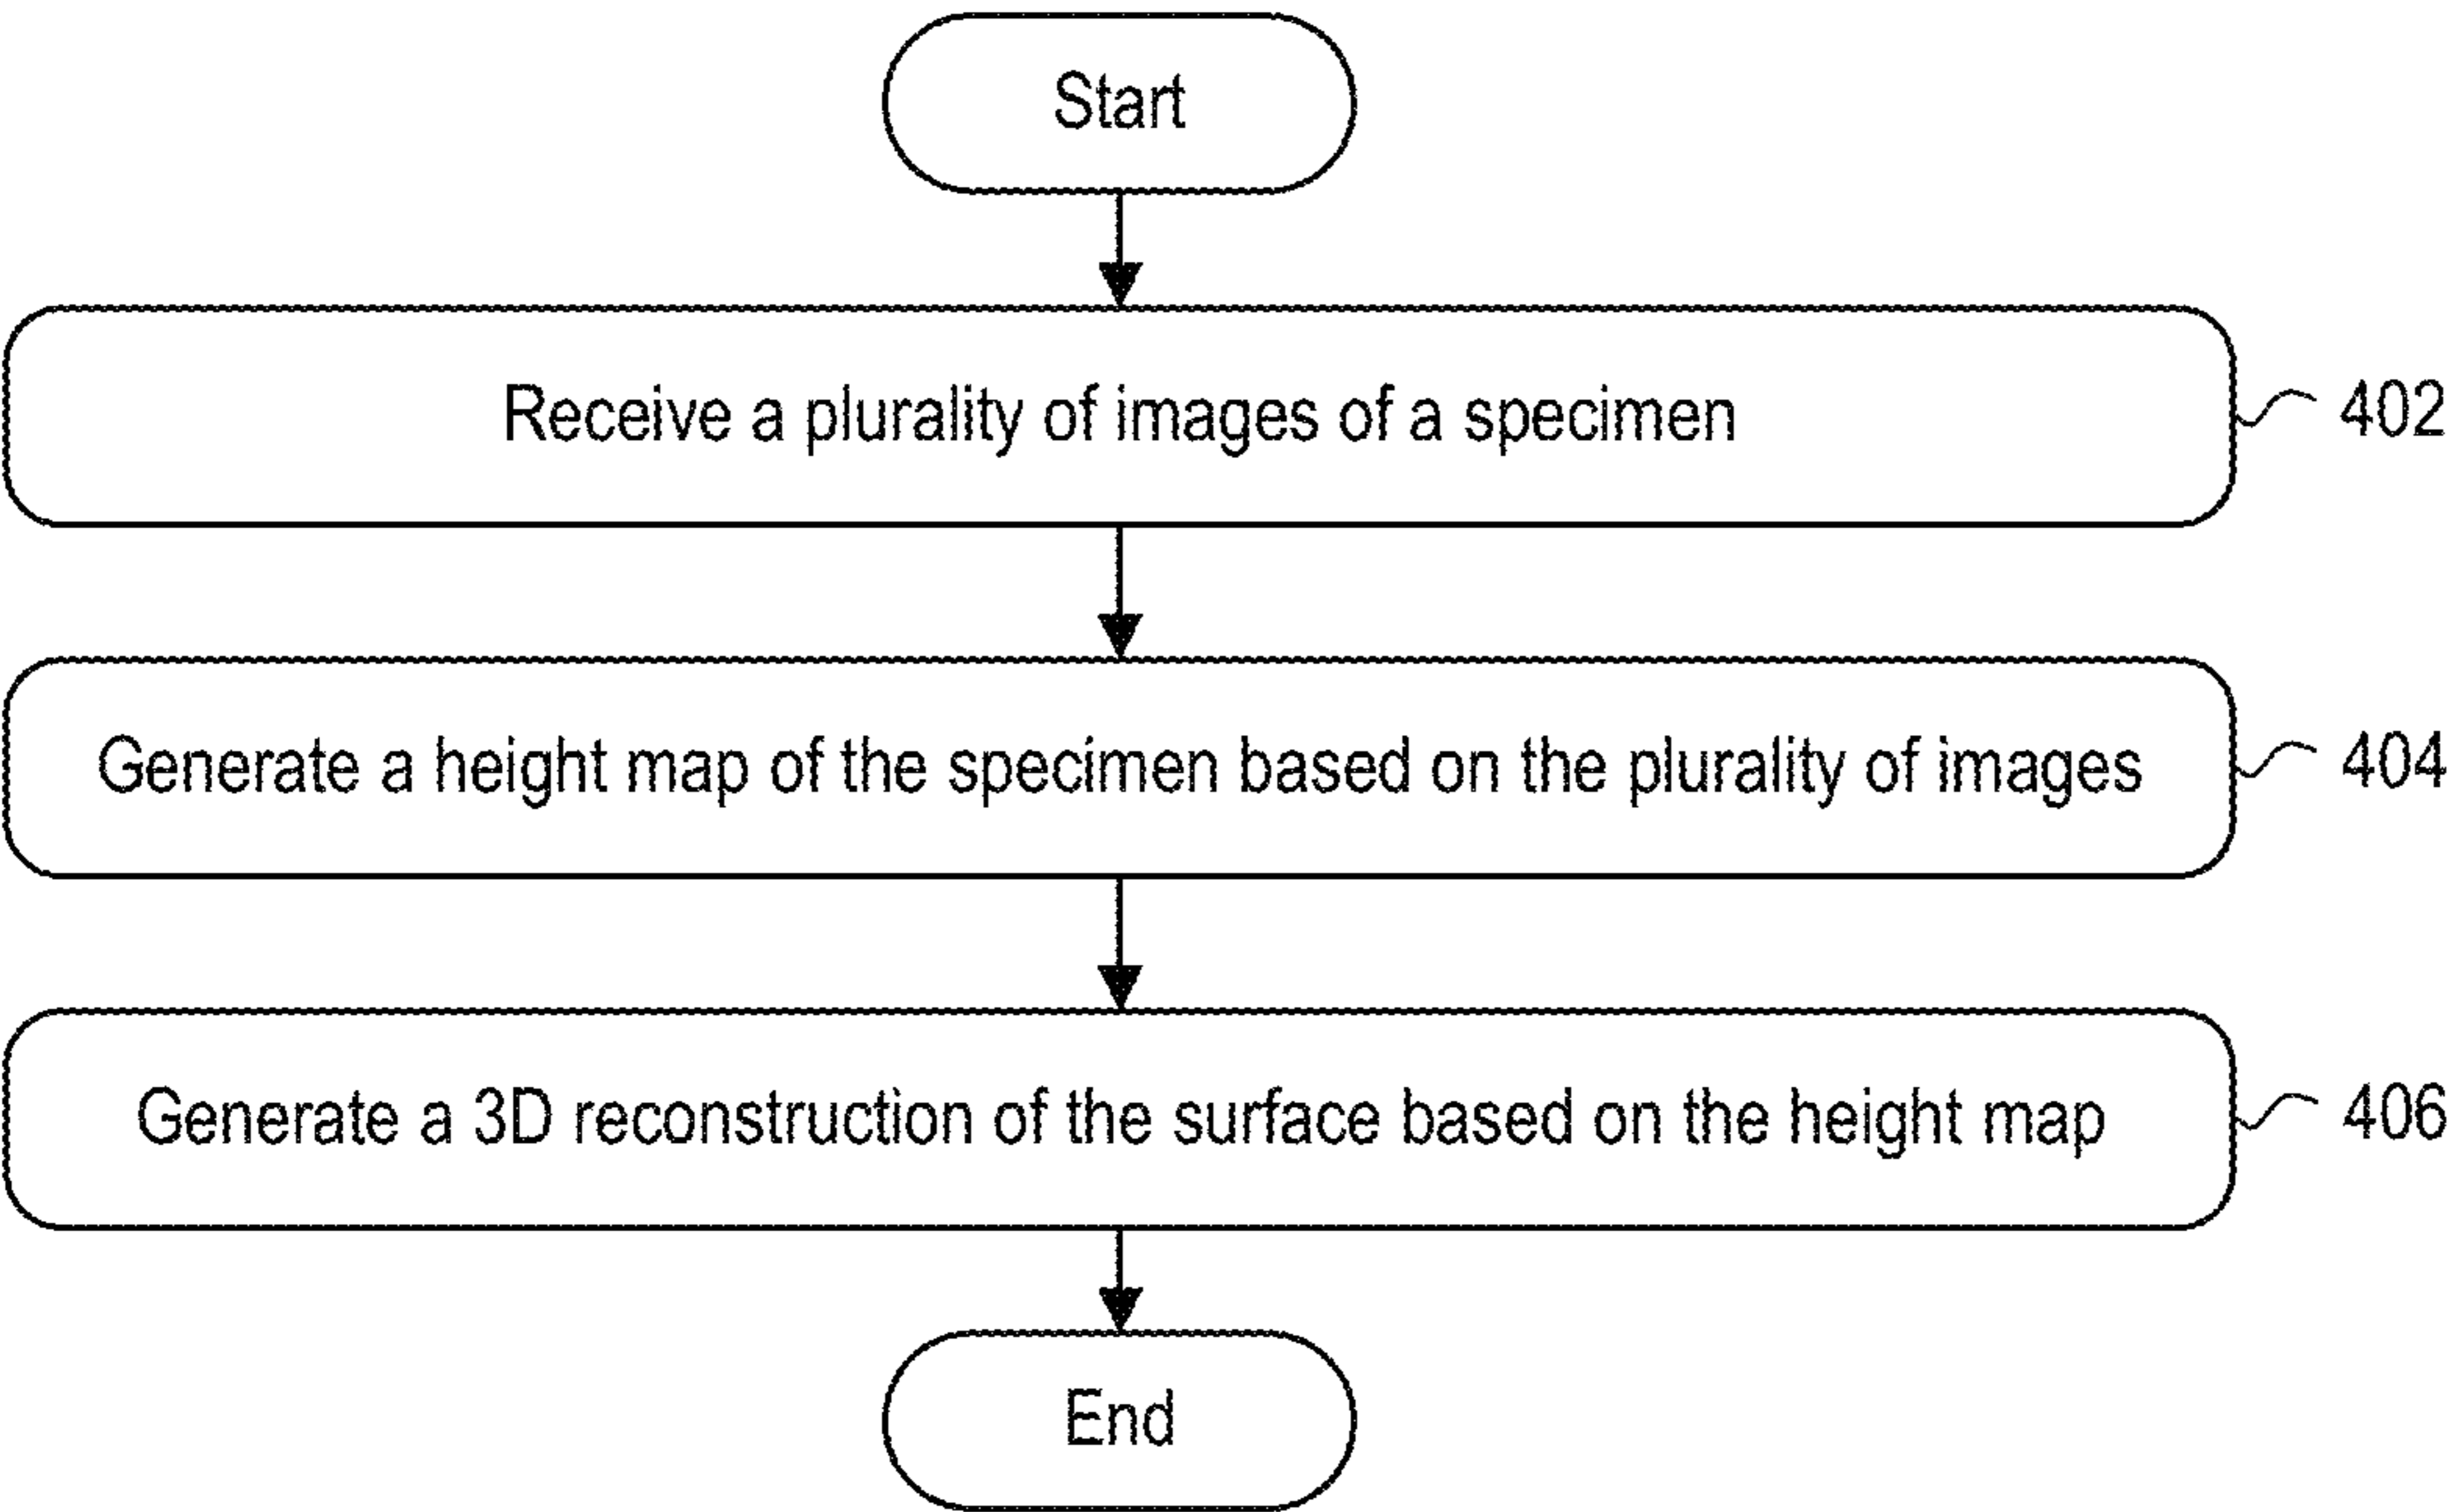 Start
Receive a plurality of images of a specimen
402
Generate a height map of the specimen based on the plurality of images
404
Generate a 3D reconstruction of the surface based on the height map
406
End